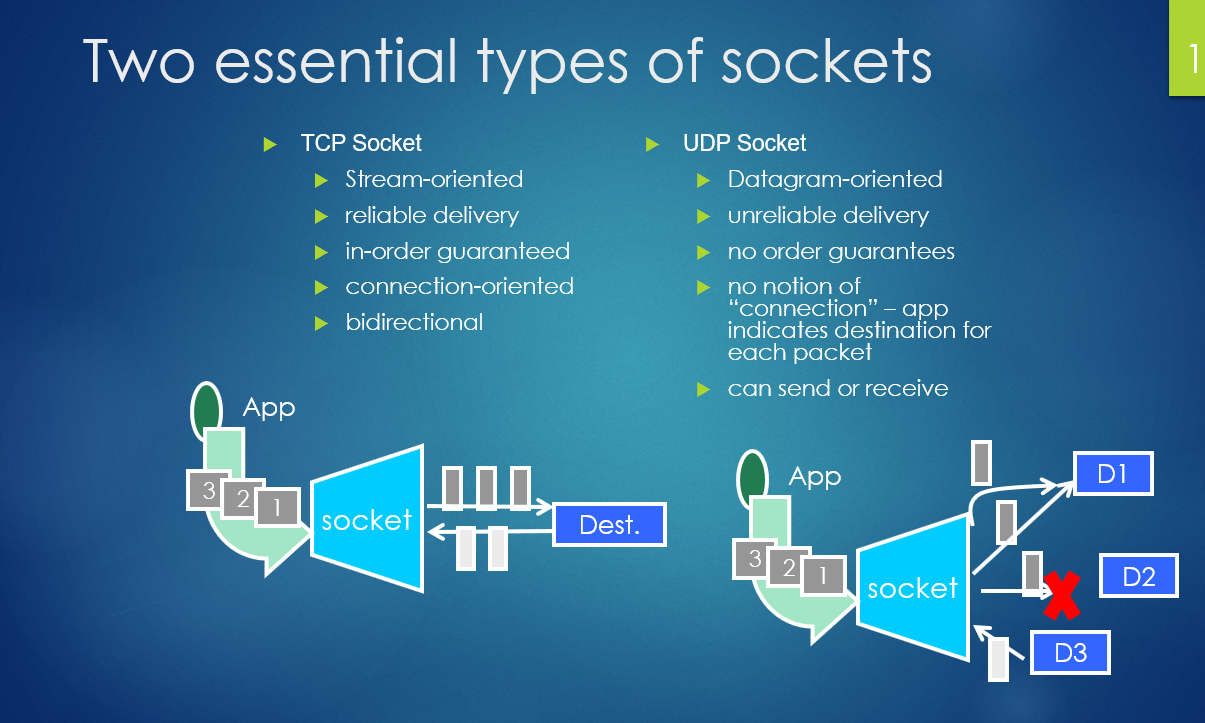 Two essential types of sockets
1
TCP Socket
Stream-oriented
reliable delivery
in-order guaranteed
connection-oriented
bidirectional
UDP Socket
Datagram-oriented
unreliable delivery
no order guarantees
no notion of
“connection” – app
indicates destination for
each packet
can send or receive
App
3
2
1
socket
Dest.
App
3
2
1
socket
D1
D2
D3